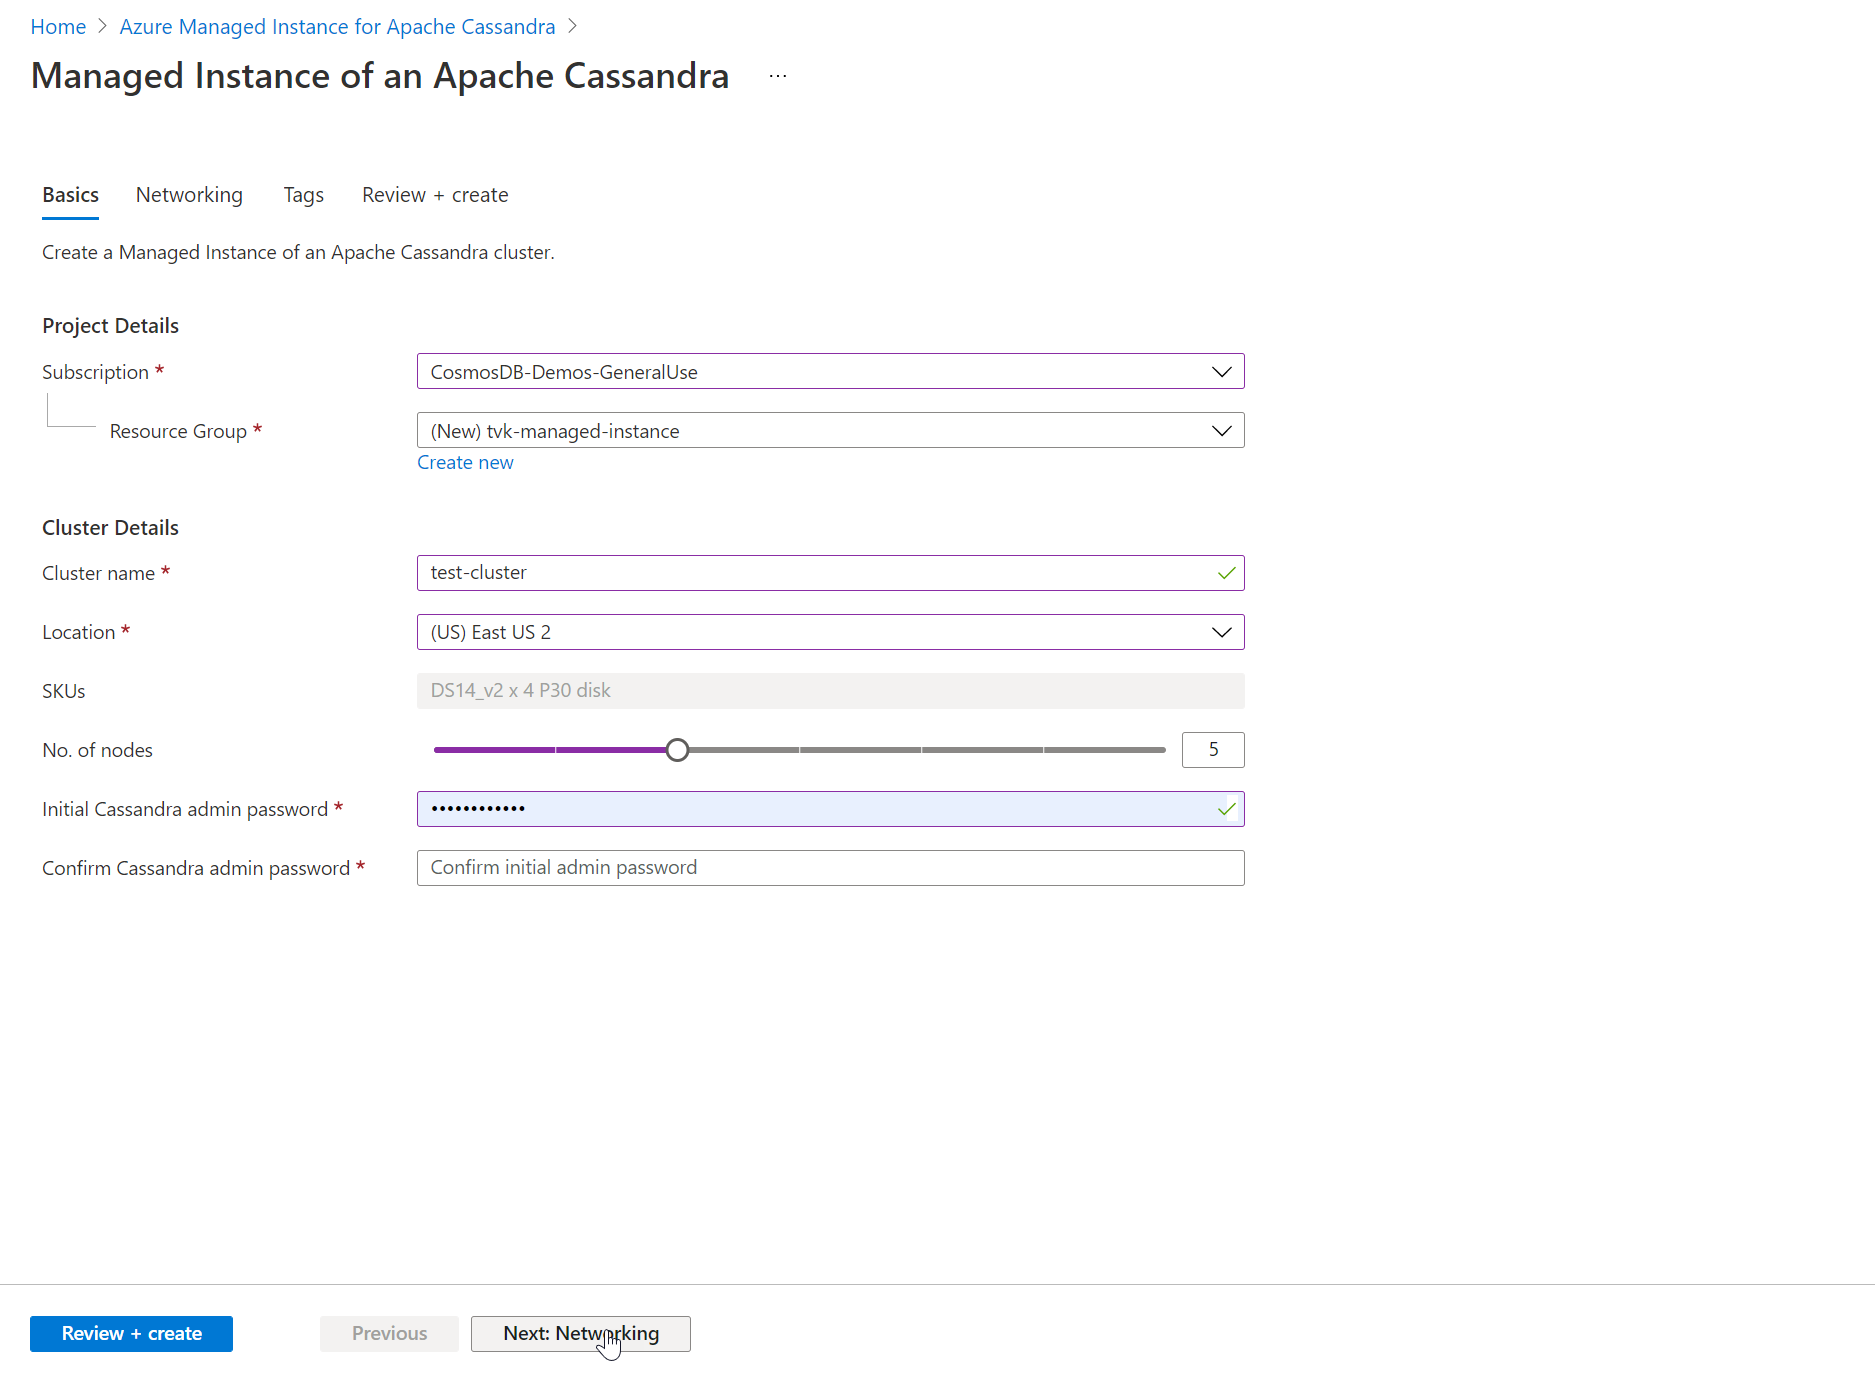 Home > Azure Managed Instance for Apache Cassandra >
Managed Instance of an Apache Cassandra ...
Basics Networking Tags Review + create
Create a Managed Instance of an Apache Cassandra cluster.
Project Details
Subscription * CosmosDB-Demos-GeneralUse
Resource Group * (New) tvk-managed-instance
Create new
Cluster Details
Cluster name * test-cluster
Location * (US) East US 2
SKUs DS14_v2 x 4 P30 disk
No. of nodes 5
Initial Cassandra admin password * ••••••••••••
Confirm Cassandra admin password * Confirm initial admin password
Review + create Previous Next: Networking